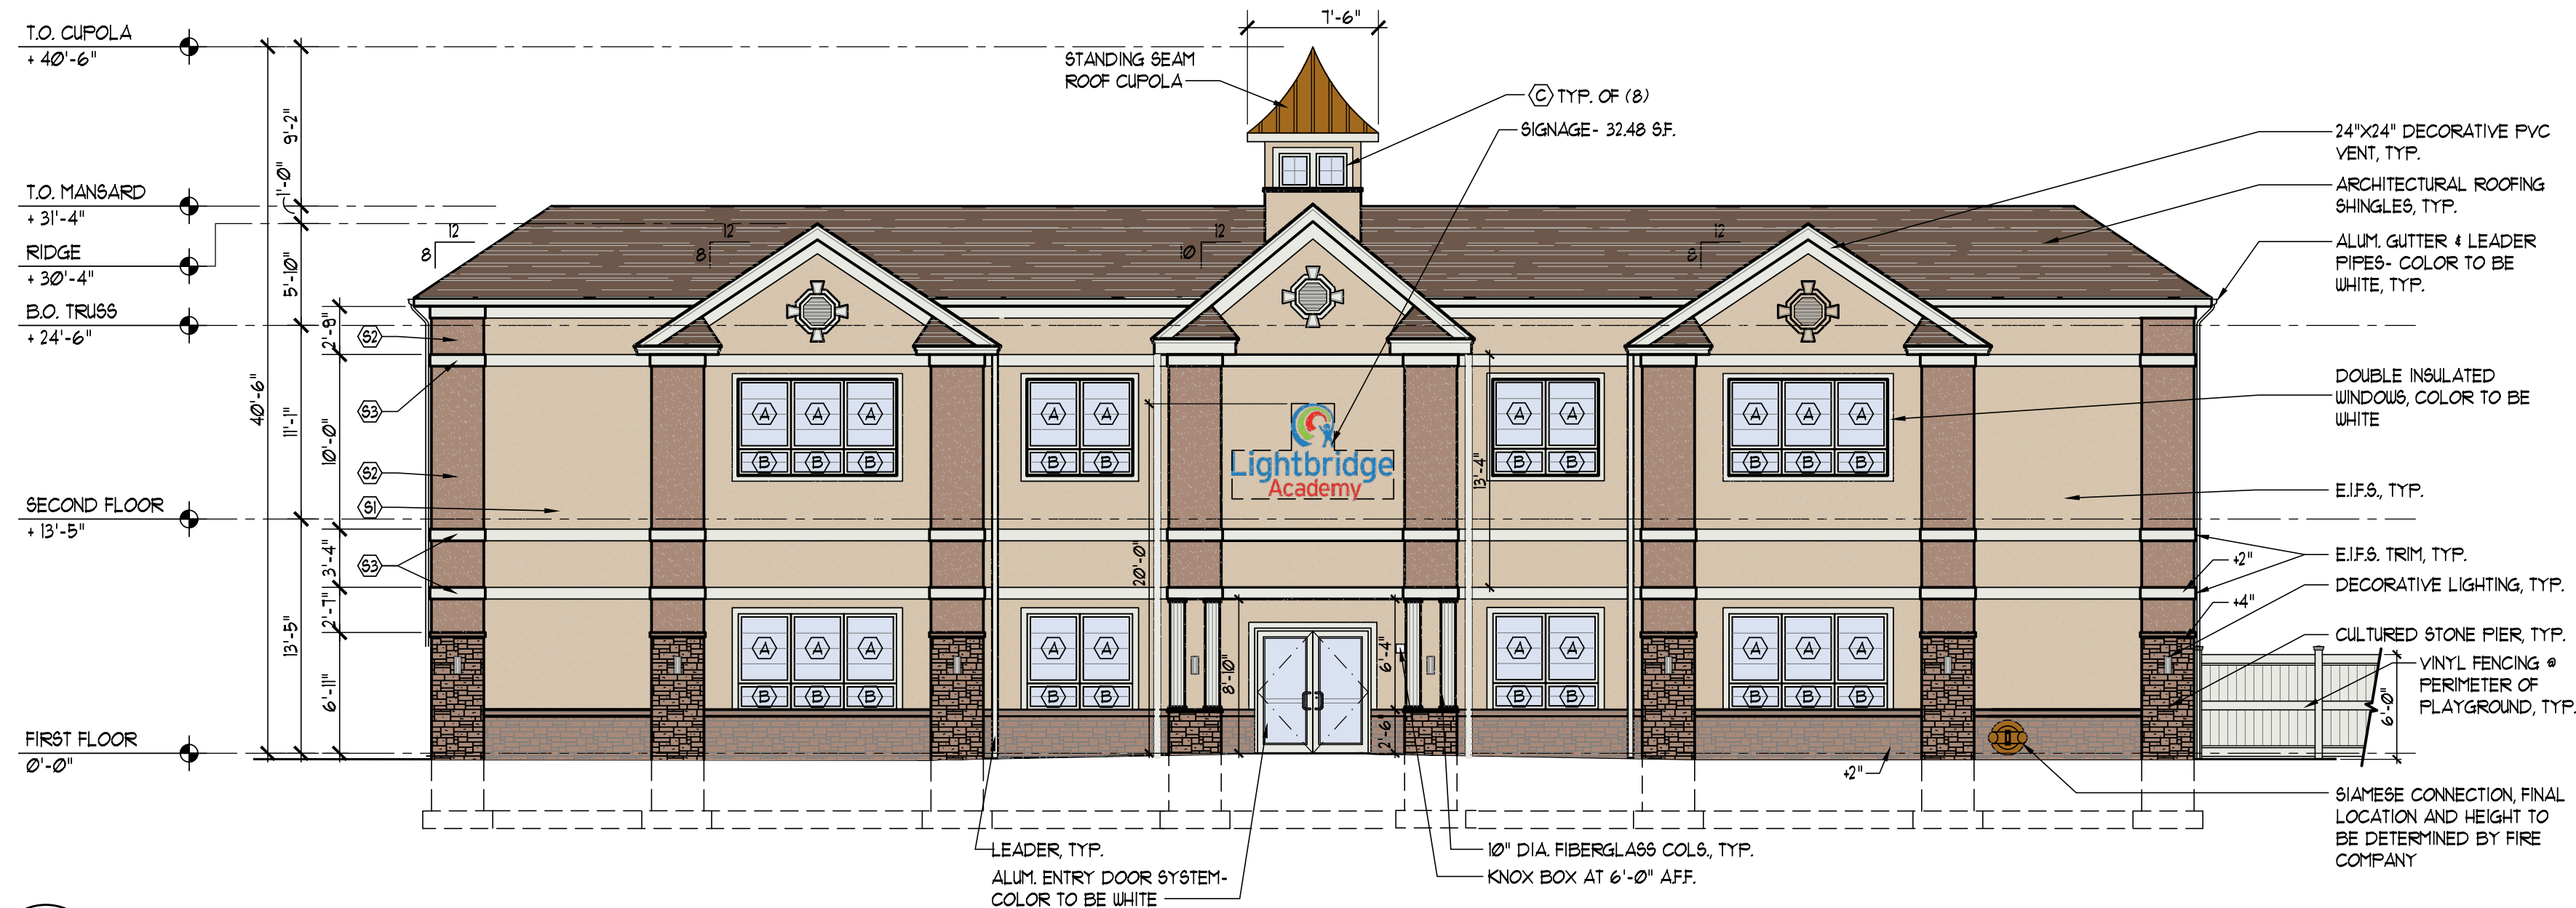 T.O. CUPOLA
+ 40'-6"
T.O. MANSARD
+ 31'-4"
RIDGE
+ 30'-4"
B.O. TRUSS
+ 24'-6"
SECOND FLOOR
+ 13'-5"
FIRST FLOOR
0'-0"
40'-6"
9'-2"
1'-0"
5'-10"
11'-1"
13'-5"
2'-9"
10'-0"
3'-4"
2'-7"
6'-11"
S2
S3
S2
S1
S3
7'-6"
STANDING SEAM
ROOF CUPOLA
C TYP. OF (8)
SIGNAGE- 32.48 S.F.
12
8
12
8
12
10
12
8
A A A
B B B
A A
B B
A A
B B
A A A
B B B
Lightbridge
Academy
20'-0"
13'-4"
A A A
B B B
A A
B B
A A
B B
A A A
B B B
8'-10"
6'-4"
2'-6"
24"X24" DECORATIVE PVC
VENT, TYP.
ARCHITECTURAL ROOFING
SHINGLES, TYP.
ALUM. GUTTER & LEADER
PIPES- COLOR TO BE
WHITE, TYP.
DOUBLE INSULATED
WINDOWS, COLOR TO BE
WHITE
E.I.F.S., TYP.
E.I.F.S. TRIM, TYP.
+2"
DECORATIVE LIGHTING, TYP.
+4"
CULTURED STONE PIER, TYP.
VINYL FENCING @
PERIMETER OF
PLAYGROUND, TYP.
6'-0"
+2"
SIAMESE CONNECTION, FINAL
LOCATION AND HEIGHT TO
BE DETERMINED BY FIRE
COMPANY
LEADER, TYP.
ALUM. ENTRY DOOR SYSTEM-
COLOR TO BE WHITE
10" DIA. FIBERGLASS COLS., TYP.
KNOX BOX AT 6'-0" A.F.F.